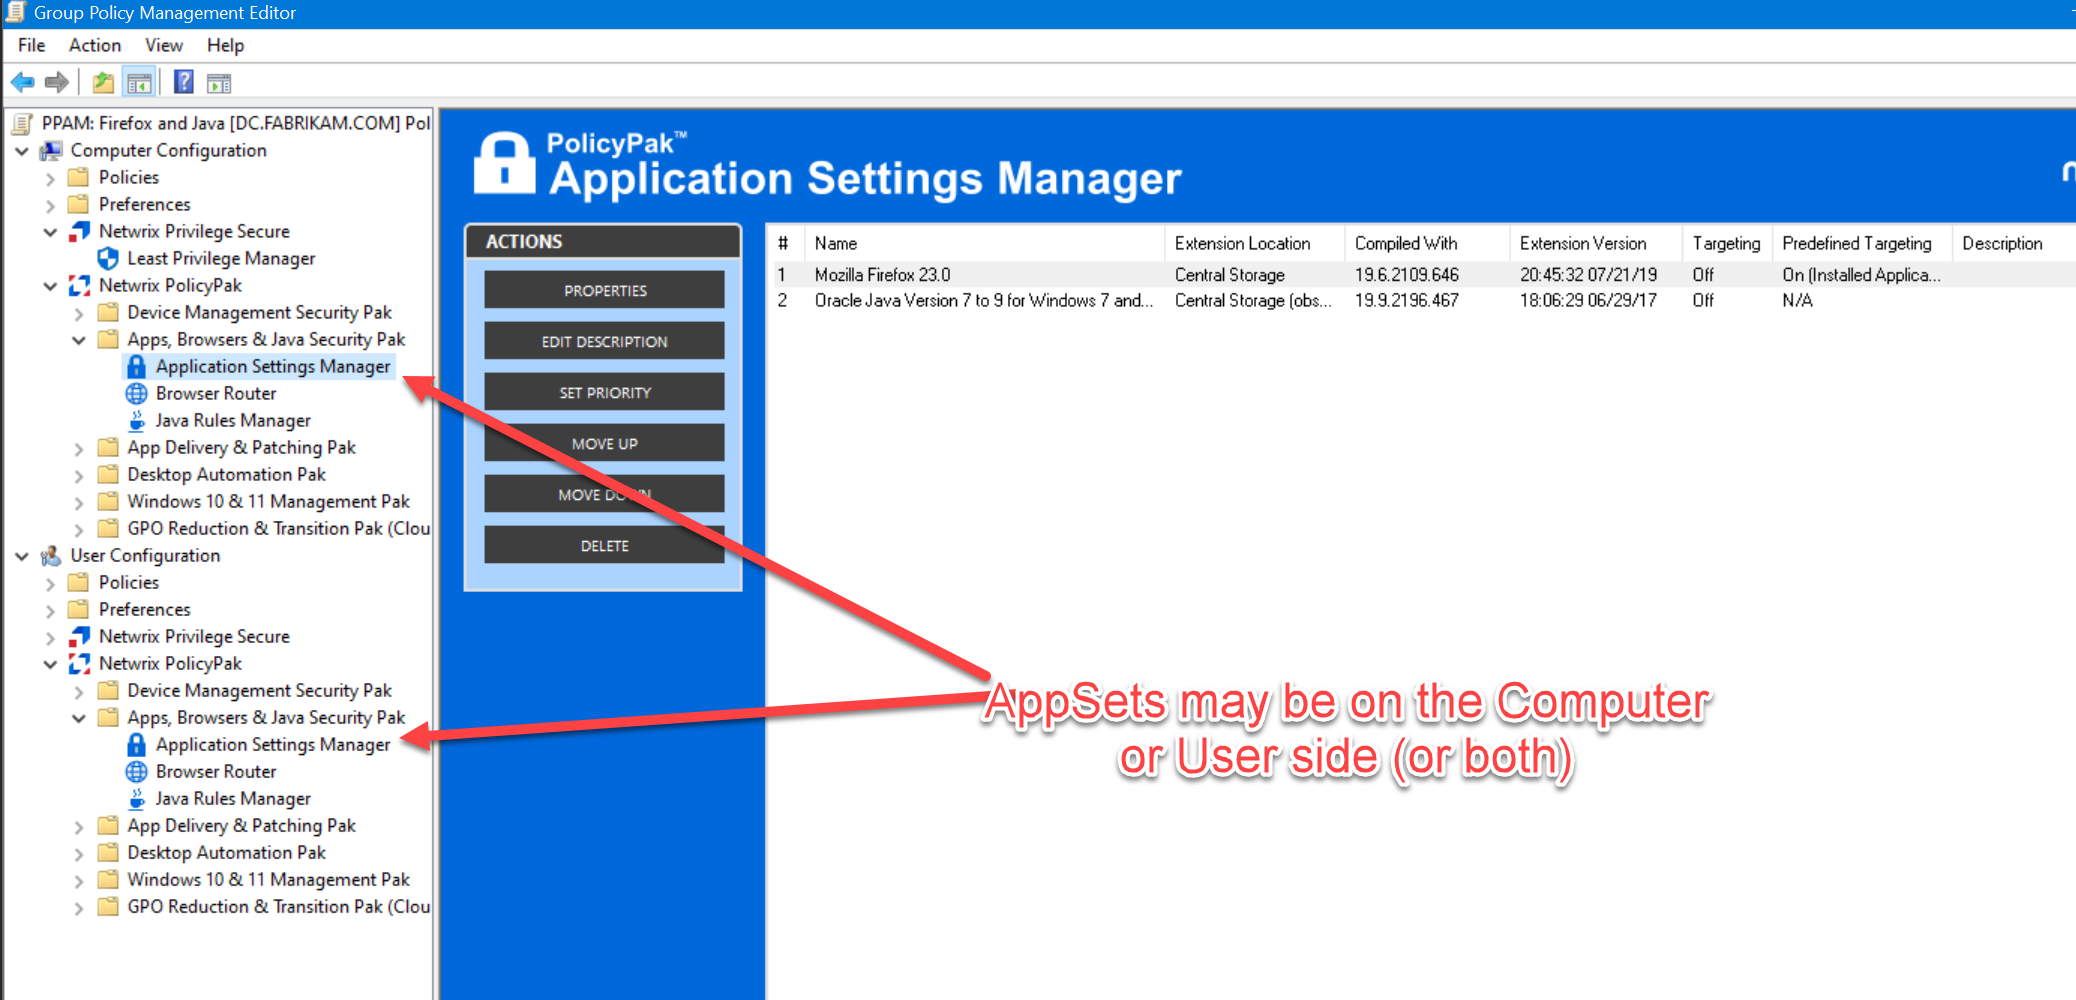 Group Policy Management Editor
File Action View Help
PPAM: Firefox and Java [DC.FABRIKAM.COM] Pol
Computer Configuration
Policies
Preferences
Netwrix Privilege Secure
Least Privilege Manager
Netwrix PolicyPak
Device Management Security Pak
Apps, Browsers & Java Security Pak
Application Settings Manager
Browser Router
Java Rules Manager
App Delivery & Patching Pak
Desktop Automation Pak
Windows 10 & 11 Management Pak
GPO Reduction & Transition Pak (Clou
User Configuration
Policies
Preferences
Netwrix Privilege Secure
Netwrix PolicyPak
Device Management Security Pak
Apps, Browsers & Java Security Pak
Application Settings Manager
Browser Router
Java Rules Manager
App Delivery & Patching Pak
Desktop Automation Pak
Windows 10 & 11 Management Pak
GPO Reduction & Transition Pak (Clou
PolicyPak™
Application Settings Manager
ACTIONS
PROPERTIES
EDIT DESCRIPTION
SET PRIORITY
MOVE UP
MOVE DOWN
DELETE
# Name Extension Location Compiled With Extension Version Targeting Predefined Targeting Description
1 Mozilla Firefox 23.0 Central Storage 19.6.2109.646 20:45:32 07/21/19 Off On (Installed Applica...
2 Oracle Java Version 7 to 9 for Windows 7 and... Central Storage (obs... 19.9.2196.467 18:06:29 06/29/17 Off N/A
AppSets may be on the Computer
or User side (or both)